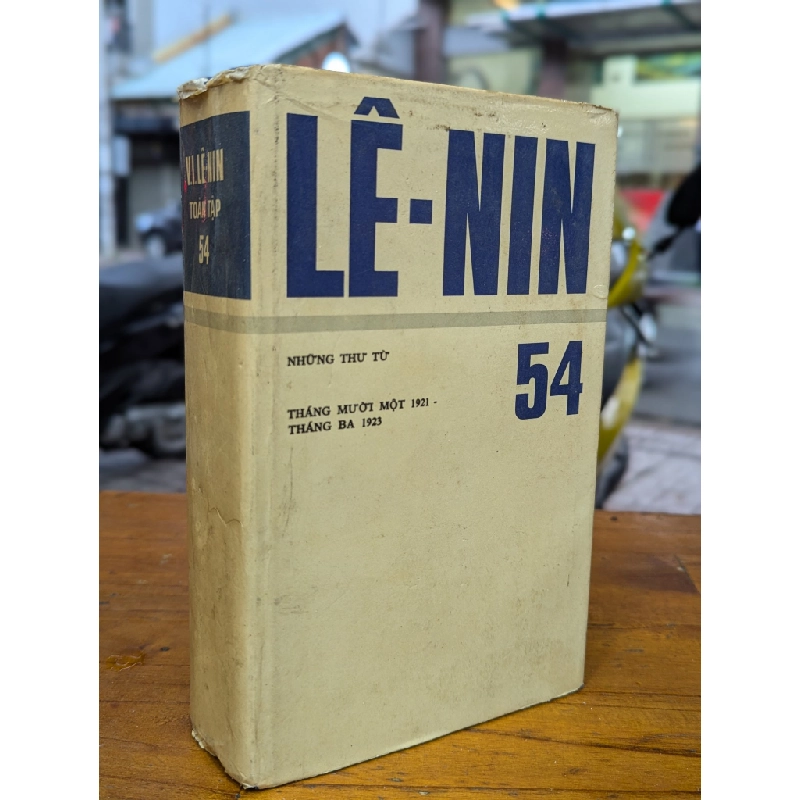 V.I. LÊ-NIN
TOÀN TẬP
54
LÊ-NIN
54
NHỮNG THƯ TỪ
THÁNG MƯỜI MỘT 1921 -
THÁNG BA 1923